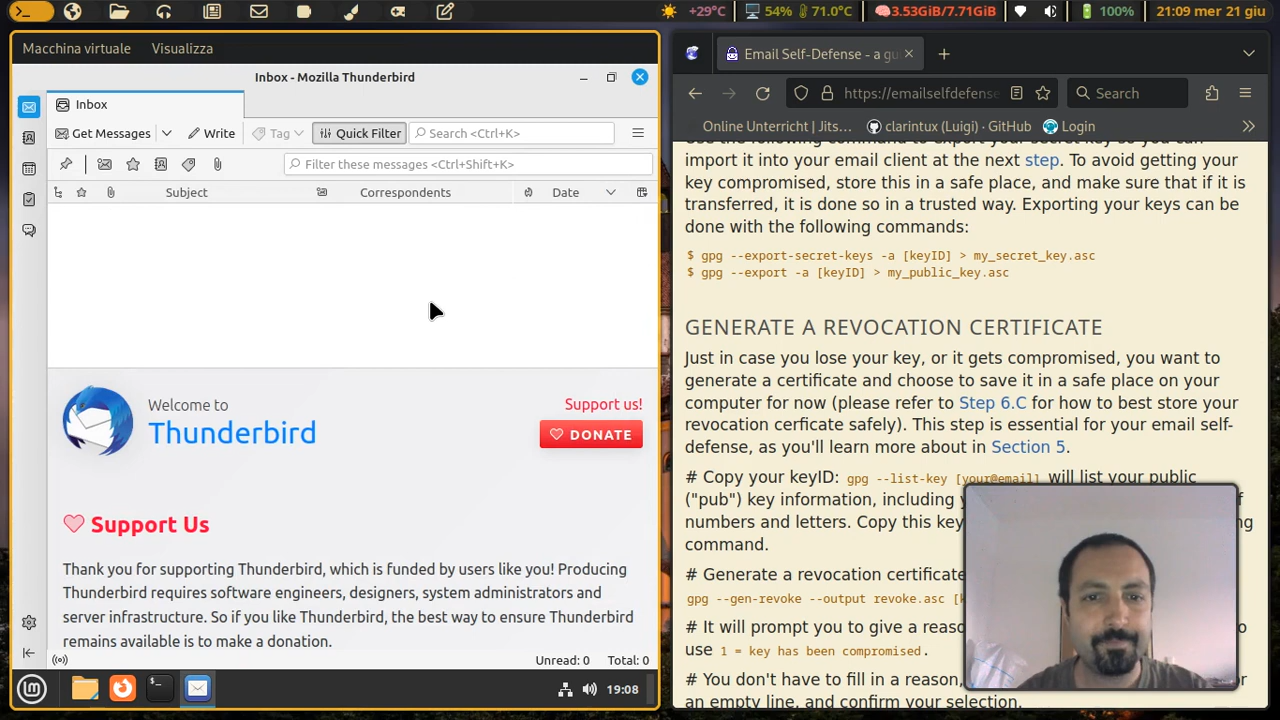 +29°C 54% 71.0°C 3.53GiB/7.71GiB 100% 21:09 mer 21 giu
Macchina virtuale Visualizza
Inbox - Mozilla Thunderbird
Inbox
Get Messages Write Tag Quick Filter Search <Ctrl+K>
Filter these messages <Ctrl+Shift+K>
Subject Correspondents Date
Welcome to
Thunderbird
Support us!
DONATE
Support Us
Thank you for supporting Thunderbird, which is funded by users like you! Producing
Thunderbird requires software engineers, designers, system administrators and
server infrastructure. So if you like Thunderbird, the best way to ensure Thunderbird
remains available is to make a donation.
Unread: 0 Total: 0
19:08
Email Self-Defense - a gu
https://emailselfdefense Search
Online Unterricht | Jits… clarintux (Luigi) · GitHub Login
import it into your email client at the next step. To avoid getting your
key compromised, store this in a safe place, and make sure that if it is
transferred, it is done so in a trusted way. Exporting your keys can be
done with the following commands:
$ gpg --export-secret-keys -a [keyID] > my_secret_key.asc
$ gpg --export -a [keyID] > my_public_key.asc
GENERATE A REVOCATION CERTIFICATE
Just in case you lose your key, or it gets compromised, you want to
generate a certificate and choose to save it in a safe place on your
computer for now (please refer to Step 6.C for how to best store your
revocation cerficate safely). This step is essential for your email self-
defense, as you'll learn more about in Section 5.
# Copy your keyID: gpg --list-key [your@email] will list your public
("pub") key information, including
numbers and letters. Copy this key
command.
# Generate a revocation certificate
gpg --gen-revoke --output revoke.asc
# It will prompt you to give a reaso
use 1 = key has been compromised.
# You don't have to fill in a reason,
an empty line, and confirm your selection.